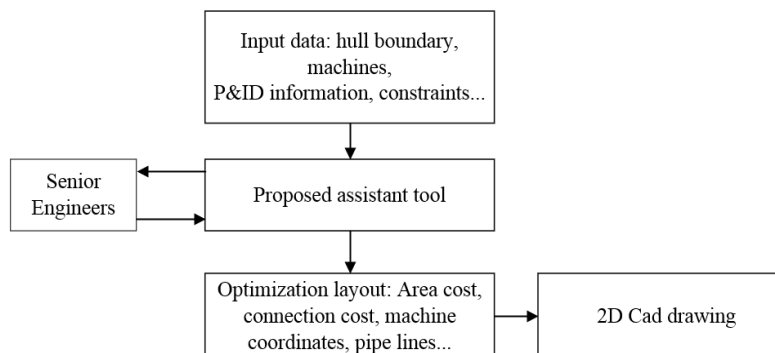 Input data: hull boundary,
machines,
P&ID information, constraints...
Senior
Engineers
Proposed assistant tool
Optimization layout: Area cost,
connection cost, machine
coordinates, pipe lines...
2D Cad drawing